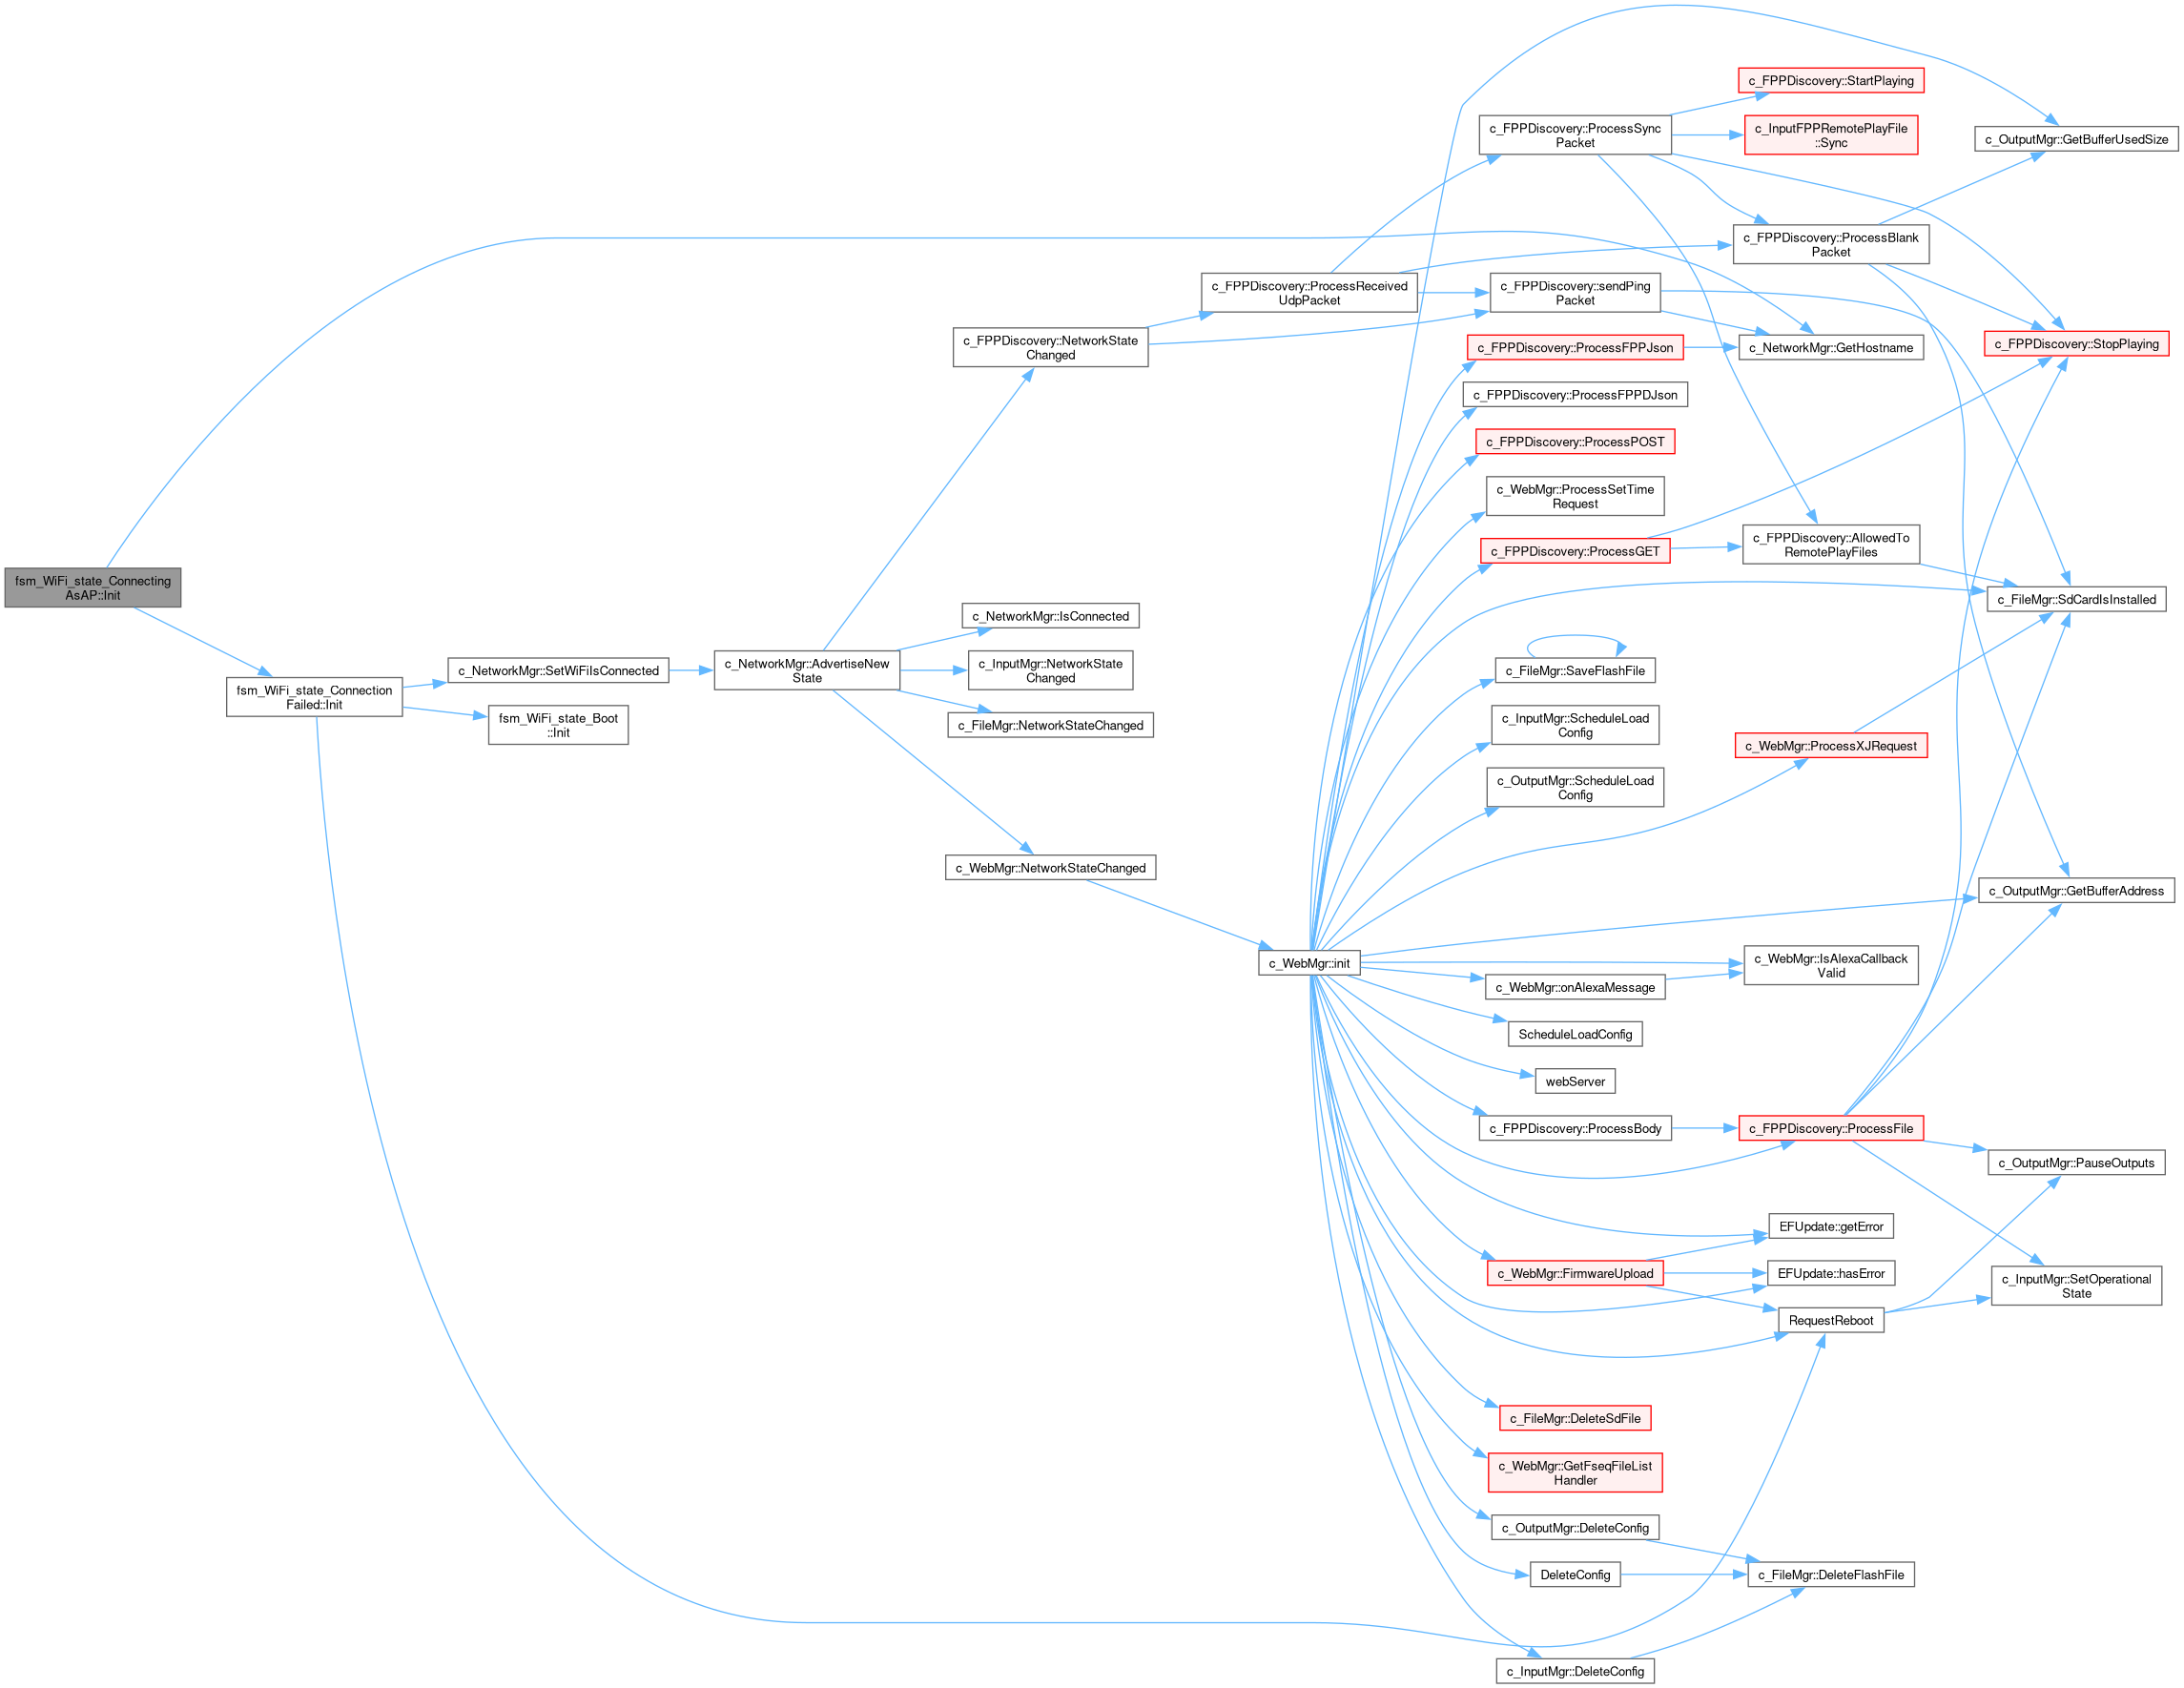 fsm_WiFi_state_Connecting
AsAP::Init
fsm_WiFi_state_Connection
Failed::Init
c_NetworkMgr::SetWiFiIsConnected
fsm_WiFi_state_Boot
::Init
c_NetworkMgr::AdvertiseNew
State
c_FPPDiscovery::NetworkState
Changed
c_NetworkMgr::IsConnected
c_InputMgr::NetworkState
Changed
c_FileMgr::NetworkStateChanged
c_WebMgr::NetworkStateChanged
c_FPPDiscovery::ProcessReceived
UdpPacket
c_WebMgr::init
c_FPPDiscovery::ProcessSync
Packet
c_FPPDiscovery::sendPing
Packet
c_FPPDiscovery::ProcessFPPJson
c_FPPDiscovery::ProcessFPPDJson
c_FPPDiscovery::ProcessPOST
c_WebMgr::ProcessSetTime
Request
c_FPPDiscovery::ProcessGET
c_FileMgr::SaveFlashFile
c_InputMgr::ScheduleLoad
Config
c_OutputMgr::ScheduleLoad
Config
c_WebMgr::onAlexaMessage
ScheduleLoadConfig
webServer
c_FPPDiscovery::ProcessBody
c_WebMgr::FirmwareUpload
c_FileMgr::DeleteSdFile
c_WebMgr::GetFseqFileList
Handler
c_OutputMgr::DeleteConfig
DeleteConfig
c_InputMgr::DeleteConfig
c_FPPDiscovery::StartPlaying
c_InputFPPRemotePlayFile
::Sync
c_FPPDiscovery::ProcessBlank
Packet
c_NetworkMgr::GetHostname
c_FPPDiscovery::AllowedTo
RemotePlayFiles
c_WebMgr::ProcessXJRequest
c_WebMgr::IsAlexaCallback
Valid
c_FPPDiscovery::ProcessFile
EFUpdate::getError
EFUpdate::hasError
RequestReboot
c_FileMgr::DeleteFlashFile
c_OutputMgr::GetBufferUsedSize
c_FPPDiscovery::StopPlaying
c_FileMgr::SdCardIsInstalled
c_OutputMgr::GetBufferAddress
c_OutputMgr::PauseOutputs
c_InputMgr::SetOperational
State